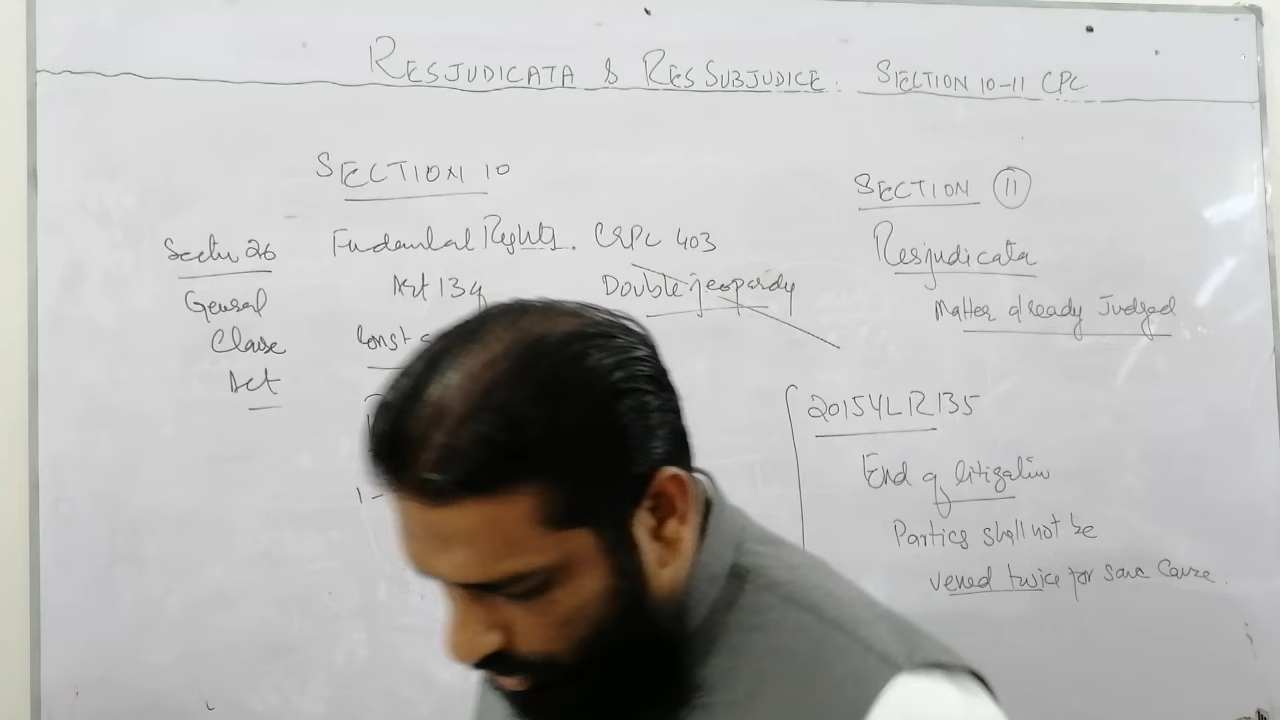 RESJUDICATA & RES SUBJUDICE. SECTION 10-11 CPC
SECTION 10
Section 26
General
Clause
Act
Fundamental Rights.
Art 13 q
Const
1-
CRPC 403
Double jeopardy
SECTION 11
Resjudicata
Matter already Judged
2015 YLR 135
End of litigation
Parties shall not be
vexed twice for same Cause.